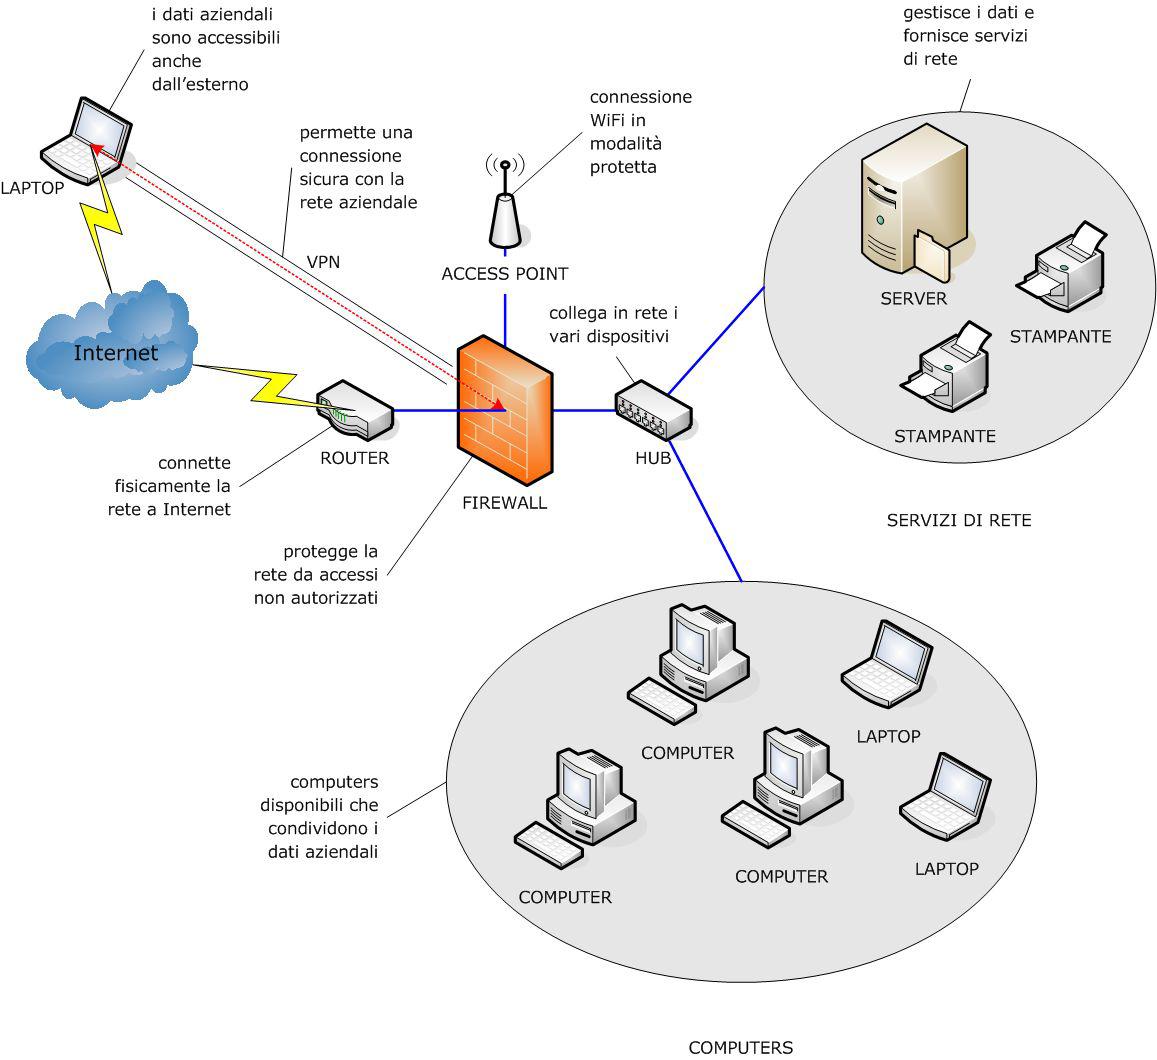 i dati aziendali
sono accessibili
anche
dall'esterno
LAPTOP
permette una
connessione
sicura con la
rete aziendale
VPN
connessione
WiFi in
modalità
protetta
ACCESS POINT
gestisce i dati e
fornisce servizi
di rete
SERVER
STAMPANTE
STAMPANTE
SERVIZI DI RETE
collega in rete i
vari dispositivi
HUB
Internet
ROUTER
connette
fisicamente la
rete a Internet
FIREWALL
protegge la
rete da accessi
non autorizzati
computers
disponibili che
condividono i
dati aziendali
COMPUTER
LAPTOP
COMPUTER
COMPUTER
LAPTOP
COMPUTERS